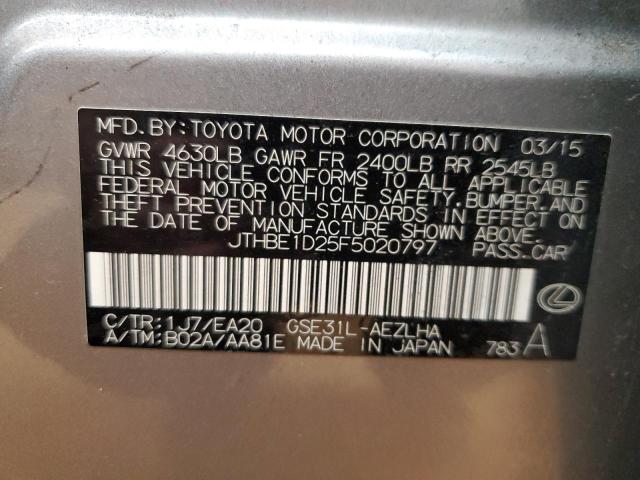 MFD.BY:TOYOTA MOTOR CORPORATION 03/15
GVWR 4630LB GAWR FR 2400LB RR 2545LB
THIS VEHICLE CONFORMS TO ALL APPLICABLE
FEDERAL MOTOR VEHICLE SAFETY,BUMPER,AND
THEFT PREVENTION STANDARDS IN EFFECT ON
THE DATE OF MANUFACTURE SHOWN ABOVE.
JTHBE1D25F5020797 PASS.CAR
C/TR:1J7/EA20 GSE31L-AEZLHA
A/TM:B02A/AA81E MADE IN JAPAN 783 A